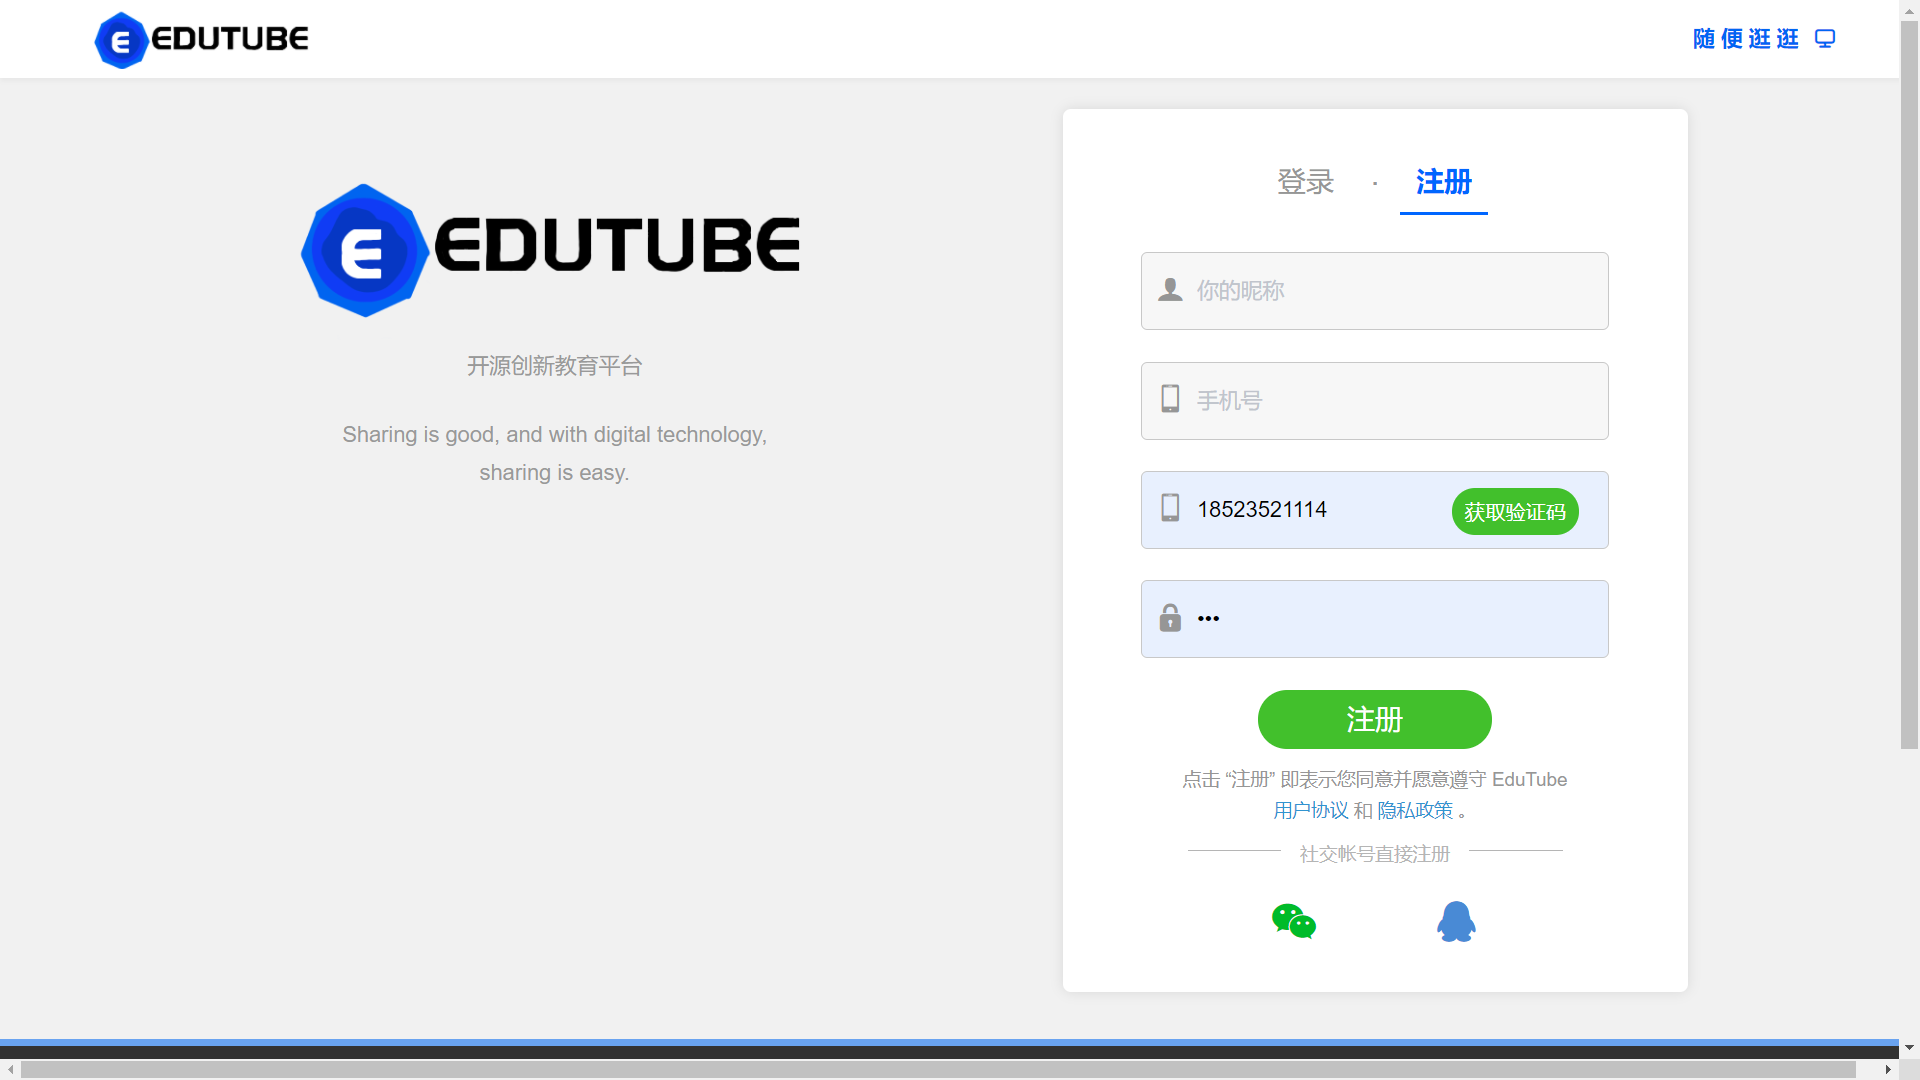 EDUTUBE
随便逛逛
EDUTUBE
开源创新教育平台
Sharing is good, and with digital technology,
sharing is easy.
登录 · 注册
你的昵称
手机号
18523521114 获取验证码
•••
注册
点击 “注册” 即表示您同意并愿意遵守 EduTube
用户协议 和 隐私政策 。
社交帐号直接注册